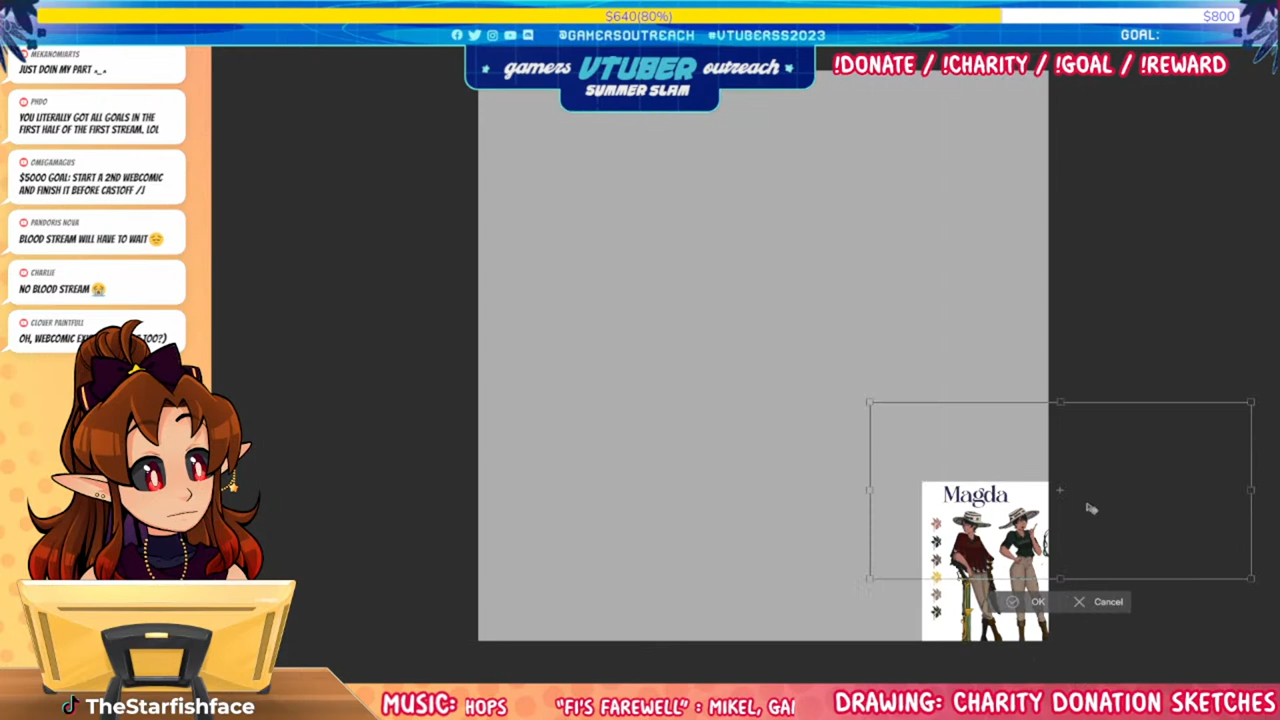 $640(80%)
$800
@GAMERSOUTREACH #VTUBERSS2023
GOAL:
gamers VTUBER outreach
SUMMER SLAM
!DONATE / !CHARITY / !GOAL / !REWARD
MEKANOMIARTS
JUST DOIN MY PART ^_^
PHDO
YOU LITERALLY GOT ALL GOALS IN THE
FIRST HALF OF THE FIRST STREAM. LOL
OMEGAMAGUS
$5000 GOAL: START A 2ND WEBCOMIC
AND FINISH IT BEFORE CASTOFF /J
PANDORIS NOVA
BLOOD STREAM WILL HAVE TO WAIT
CHARLIE
NO BLOOD STREAM
CLOVER PAINTFULL
OH, WEBCOMIC TOO?)
Magda
OK Cancel
TheStarfishface
MUSIC: HOPS "FI'S FAREWELL" : MIKEL,
DRAWING: CHARITY DONATION SKETCHES